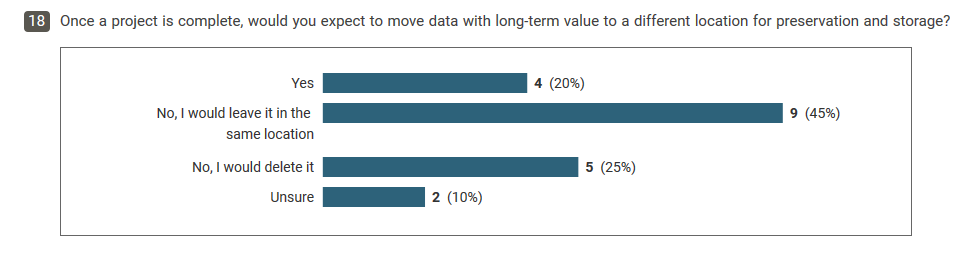 18 Once a project is complete, would you expect to move data with long-term value to a different location for preservation and storage?
Yes 4 (20%)
No, I would leave it in the 9 (45%)
same location
No, I would delete it 5 (25%)
Unsure 2 (10%)